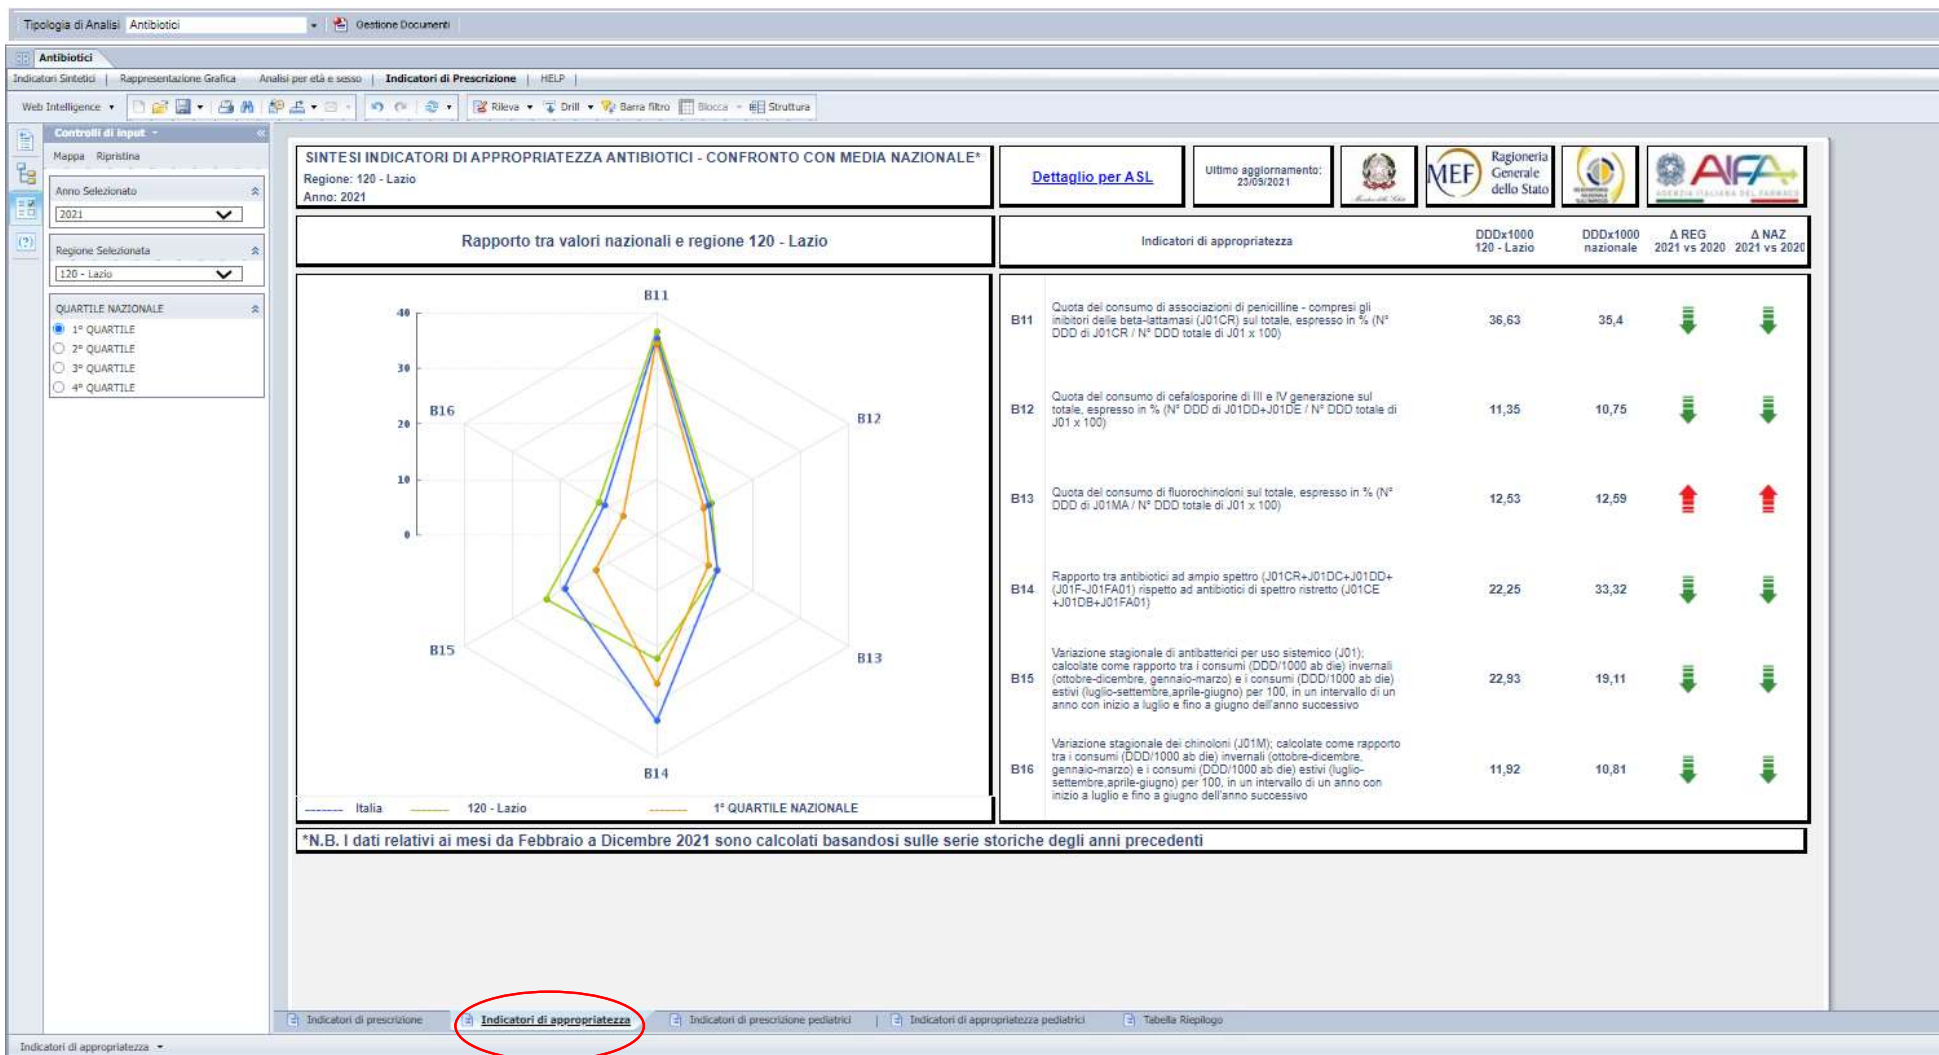 Tipologia di Analisi Antibiotici Gestione Documenti
Antibiotici
Indicatori Sintetici | Rappresentazione Grafica Analisi per età e sesso | Indicatori di Prescrizione | HELP |
Web Intelligence Rileva Drill Barra filtro Blocca Struttura
Controlli di input
Mappa Ripristina
Anno Selezionato
2021
Regione Selezionata
120 - Lazio
QUARTILE NAZIONALE
1° QUARTILE
2° QUARTILE
3° QUARTILE
4° QUARTILE
SINTESI INDICATORI DI APPROPRIATEZZA ANTIBIOTICI - CONFRONTO CON MEDIA NAZIONALE*
Regione: 120 - Lazio
Anno: 2021
Dettaglio per ASL
Ultimo aggiornamento:
23/09/2021
MEF
Ragioneria
Generale
dello Stato
AIFA
AGENZIA ITALIANA DEL FARMACO
Rapporto tra valori nazionali e regione 120 - Lazio
B11
B12
B13
B14
B15
B16
40
30
20
10
0
Italia 120 - Lazio 1° QUARTILE NAZIONALE
Indicatori di appropriatezza
DDDx1000
120 - Lazio
DDDx1000
nazionale
Δ REG
2021 vs 2020
Δ NAZ
2021 vs 2020
B11
Quota del consumo di associazioni di penicilline - compresi gli
inibitori delle beta-lattamasi (J01CR) sul totale, espresso in % (N°
DDD di J01CR / N° DDD totale di J01 x 100)
36,63 35,4
B12
Quota del consumo di cefalosporine di III e IV generazione sul
totale, espresso in % (N° DDD di J01DD+J01DE / N° DDD totale di
J01 x 100)
11,35 10,75
B13
Quota del consumo di fluorochinoloni sul totale, espresso in % (N°
DDD di J01MA / N° DDD totale di J01 x 100)
12,53 12,59
B14
Rapporto tra antibiotici ad ampio spettro (J01CR+J01DC+J01DD+
(J01F-J01FA01) rispetto ad antibiotici di spettro ristretto (J01CE
+J01DB+J01FA01)
22,25 33,32
B15
Variazione stagionale di antibatterici per uso sistemico (J01);
calcolate come rapporto tra i consumi (DDD/1000 ab die) invernali
(ottobre-dicembre, gennaio-marzo) e i consumi (DDD/1000 ab die)
estivi (luglio-settembre,aprile-giugno) per 100, in un intervallo di un
anno con inizio a luglio e fino a giugno dell'anno successivo
22,93 19,11
B16
Variazione stagionale dei chinoloni (J01M); calcolate come rapporto
tra i consumi (DDD/1000 ab die) invernali (ottobre-dicembre,
gennaio-marzo) e i consumi (DDD/1000 ab die) estivi (luglio-
settembre,aprile-giugno) per 100, in un intervallo di un anno con
inizio a luglio e fino a giugno dell'anno successivo
11,92 10,81
*N.B. I dati relativi ai mesi da Febbraio a Dicembre 2021 sono calcolati basandosi sulle serie storiche degli anni precedenti
Indicatori di prescrizione Indicatori di appropriatezza Indicatori di prescrizione pediatrici | Indicatori di appropriatezza pediatrici Tabella Riepilogo
Indicatori di appropriatezza